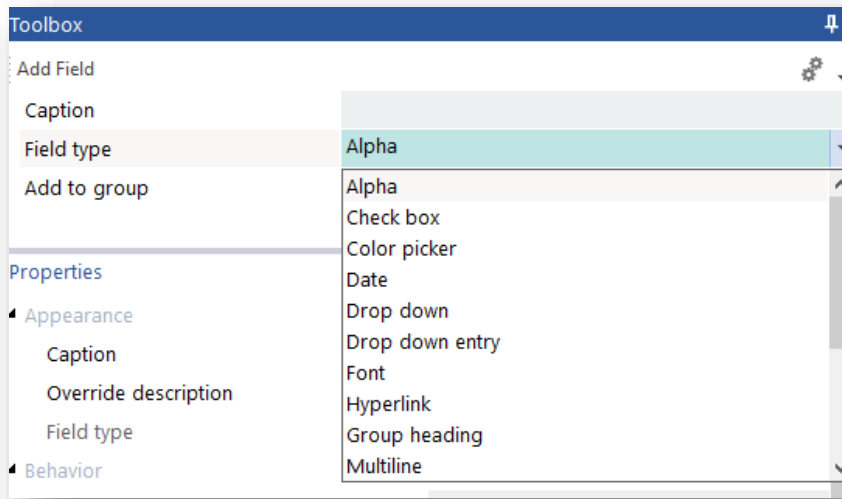 Toolbox
Add Field
Caption
Field type Alpha
Add to group Alpha
Check box
Color picker
Date
Properties
Drop down
Appearance
Drop down entry
Caption
Font
Override description
Hyperlink
Field type
Group heading
Behavior
Multiline